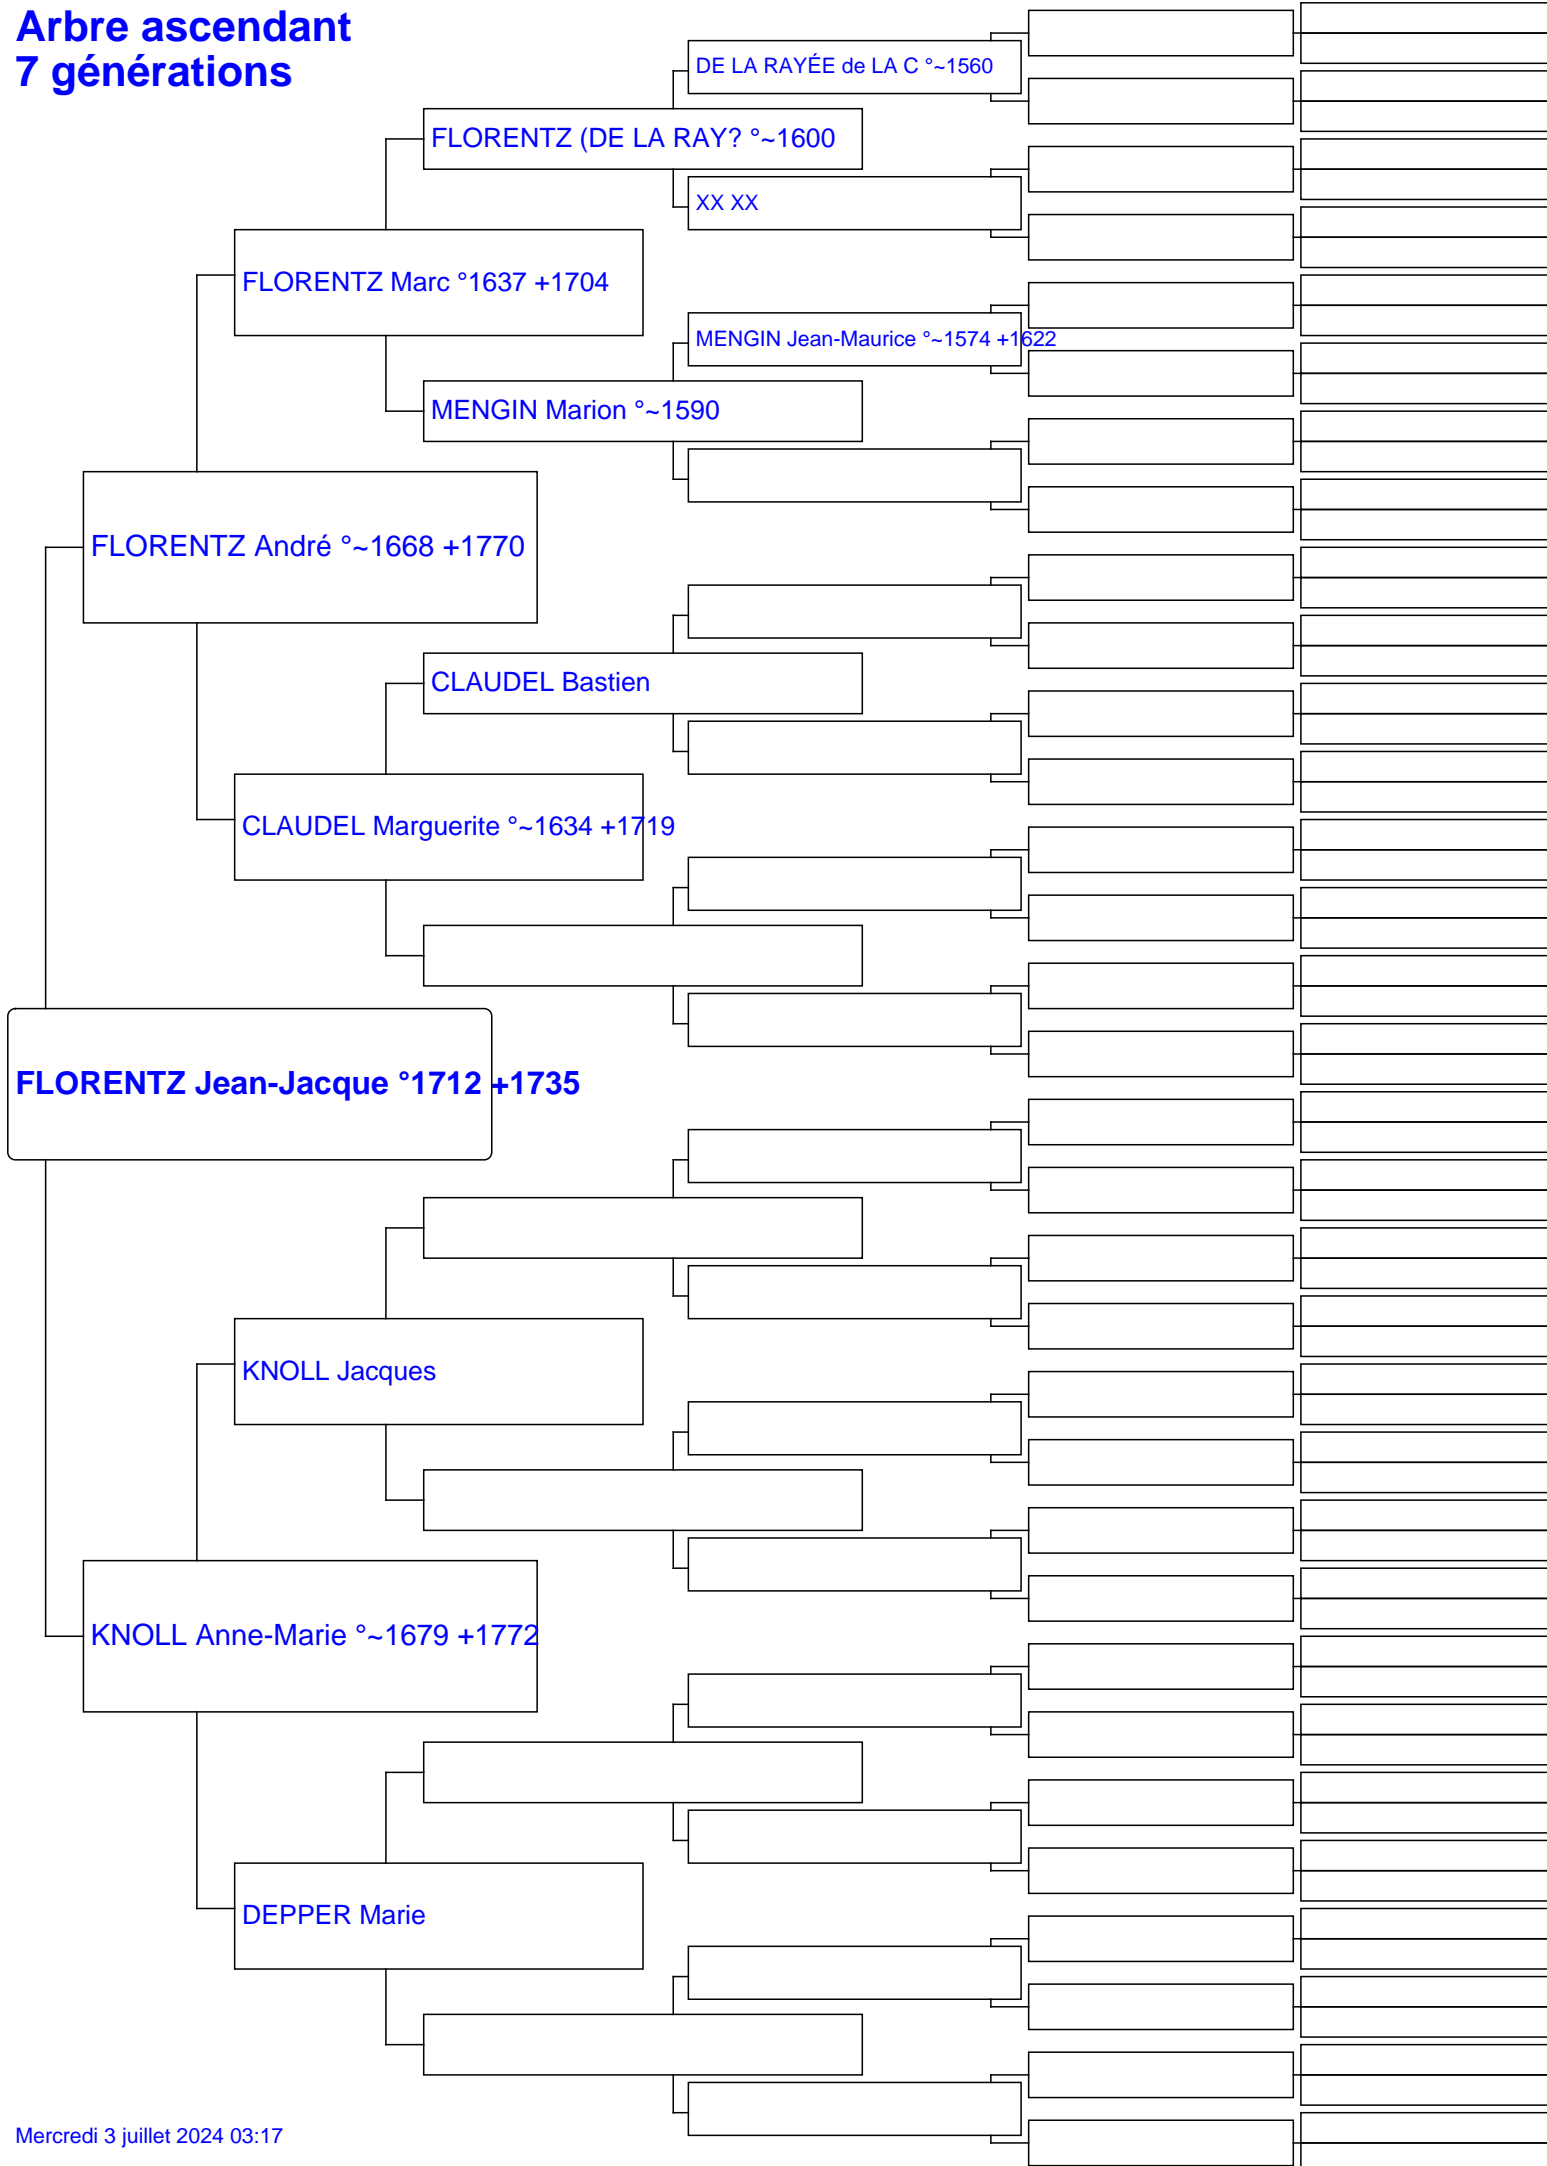 Arbre ascendant
7 générations
DE LA RAYÉE de LA C °~1560
FLORENTZ (DE LA RAY? °~1600
XX XX
FLORENTZ Marc °1637 +1704
MENGIN Jean-Maurice °~1574 +1622
MENGIN Marion °~1590
FLORENTZ André °~1668 +1770
CLAUDEL Bastien
CLAUDEL Marguerite °~1634 +1719
FLORENTZ Jean-Jacque °1712 +1735
KNOLL Jacques
KNOLL Anne-Marie °~1679 +1772
DEPPER Marie
Mercredi 3 juillet 2024 03:17